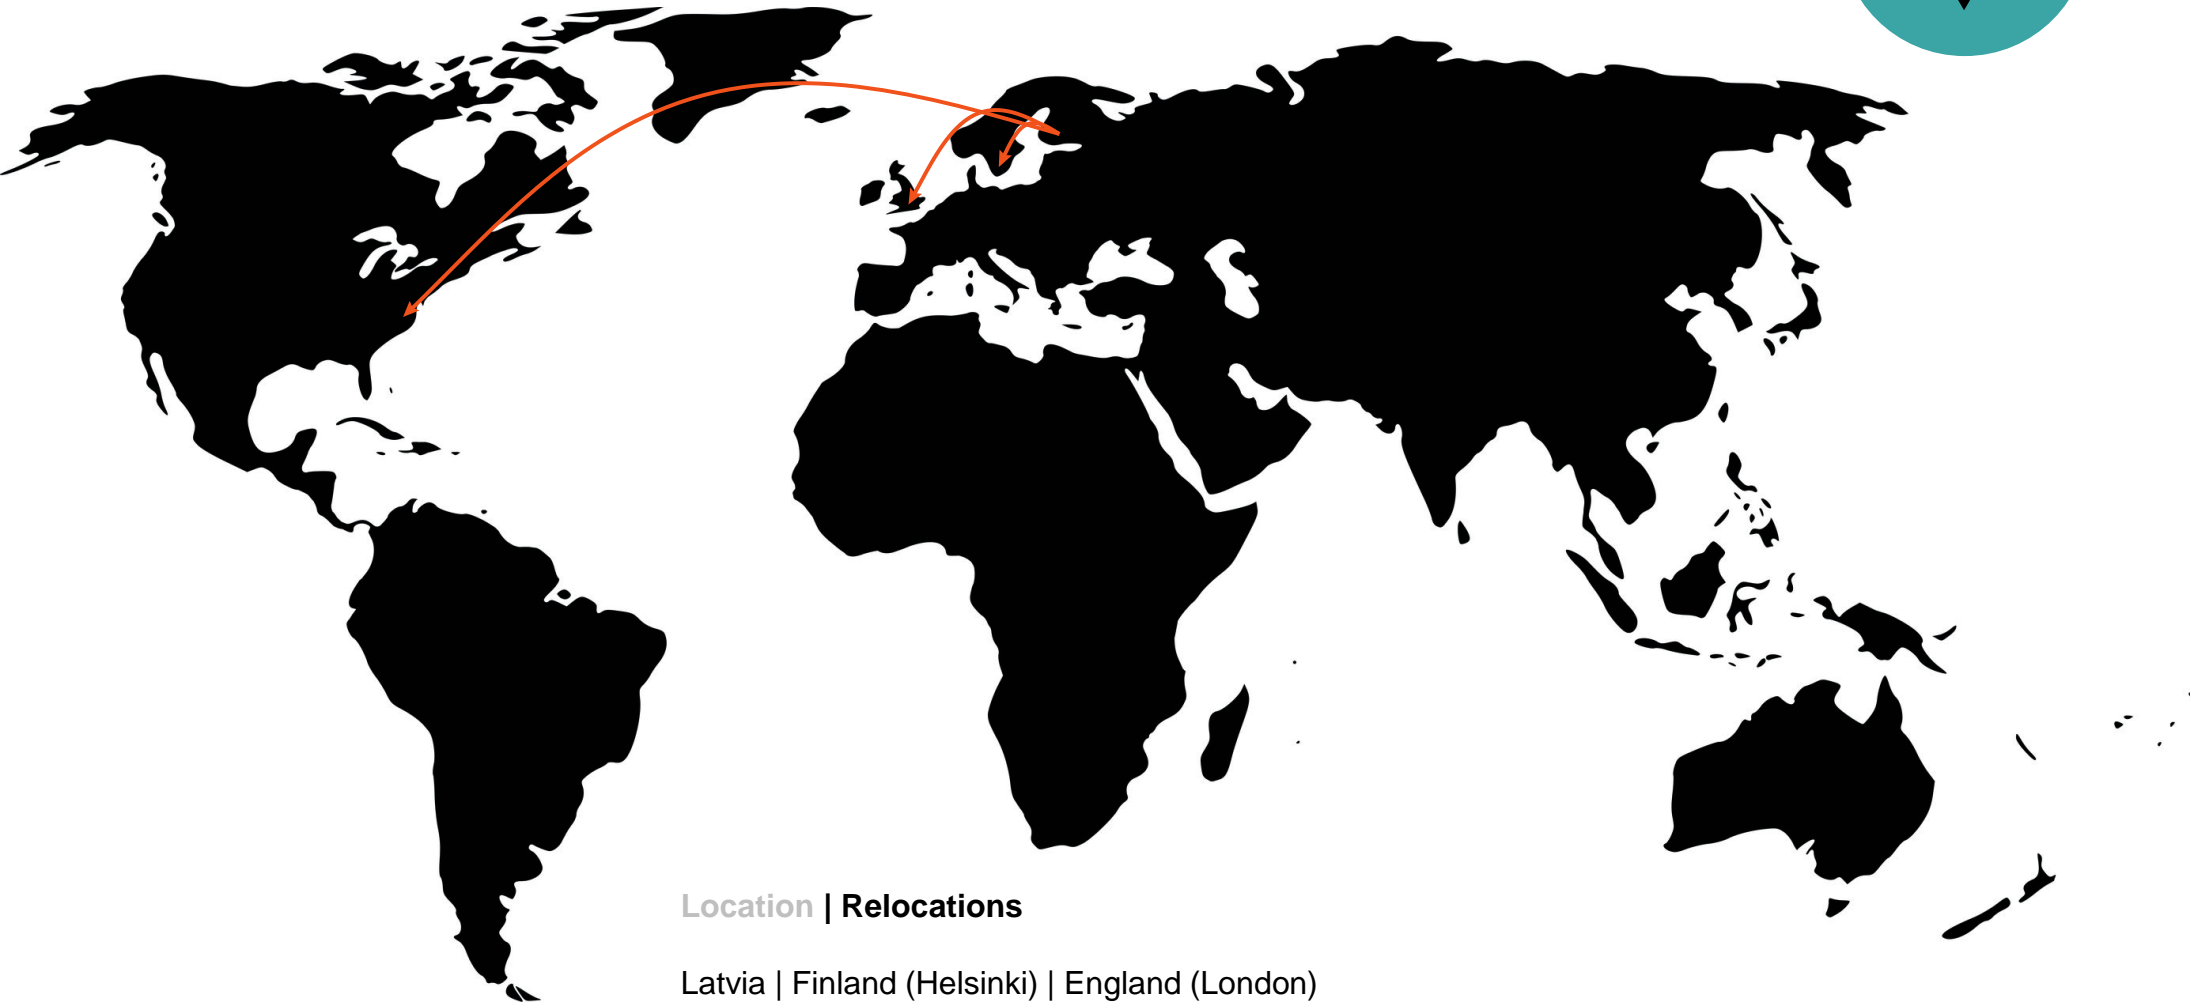 Location | Relocations
Latvia | Finland (Helsinki) | England (London)